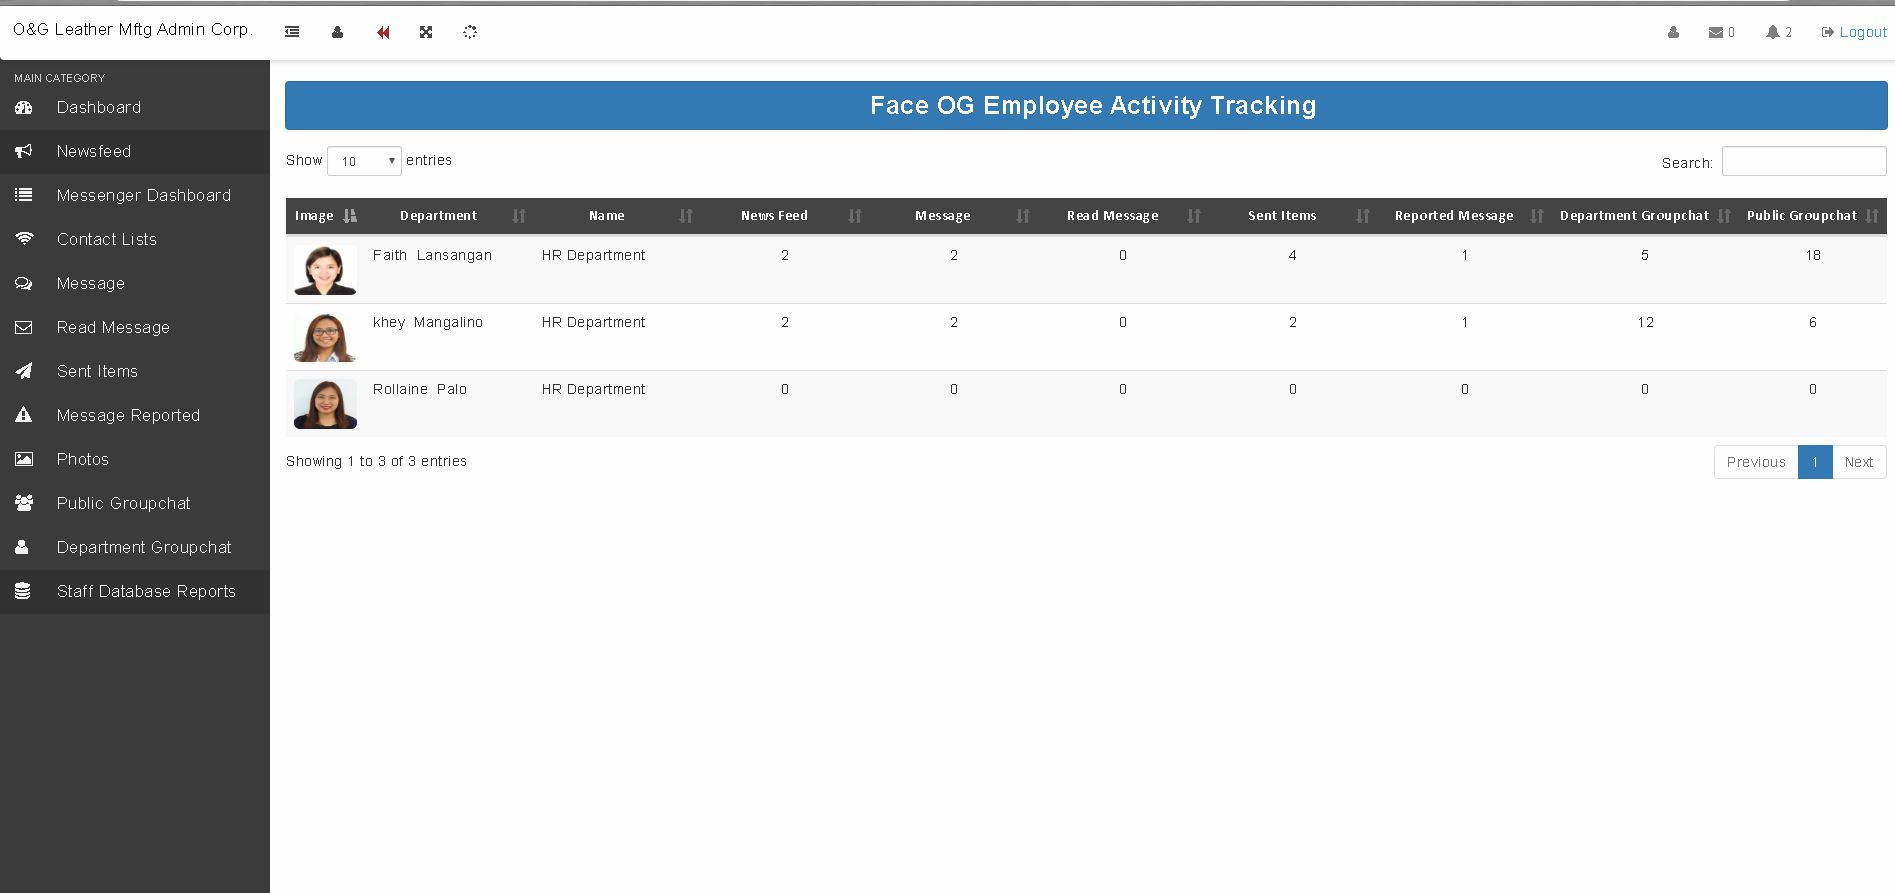 O&G Leather Mftg Admin Corp.
0
2
Logout
MAIN CATEGORY
Dashboard
Newsfeed
Messenger Dashboard
Contact Lists
Message
Read Message
Sent Items
Message Reported
Photos
Public Groupchat
Department Groupchat
Staff Database Reports
Face OG Employee Activity Tracking
Show 10 entries
Search:
Image Department Name News Feed Message Read Message Sent Items Reported Message Department Groupchat Public Groupchat
Faith Lansangan HR Department 2 2 0 4 1 5 18
khey Mangalino HR Department 2 2 0 2 1 12 6
Rollaine Palo HR Department 0 0 0 0 0 0 0
Showing 1 to 3 of 3 entries
Previous 1 Next